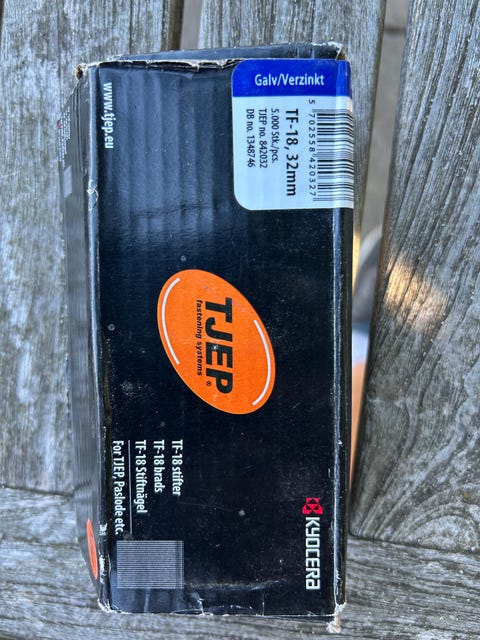 Galv/Verzinkt
TF-18, 32mm
5.000 Stk./pcs.
TJEP no. 842032
DB no. 1348746
5 702558 420327
www.tjep.eu
TJEP®
fastening systems
TF-18 stifter
TF-18 brads
TF-18 Stiftnägel
For TJEP, Paslode etc.
KYOCERA